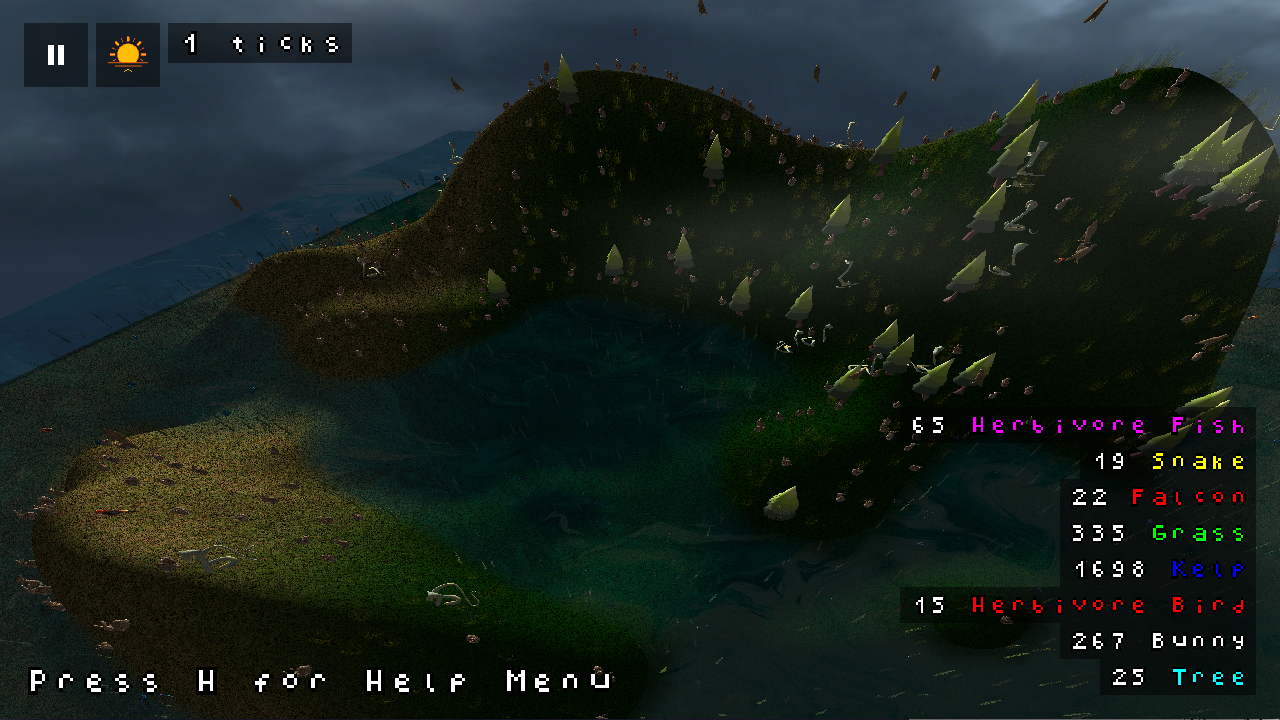 1 ticks
65 Herbivore Fish
19 Snake
22 Falcon
335 Grass
1698 Kelp
15 Herbivore Bird
267 Bunny
23 Tree
Press H for Help Menu